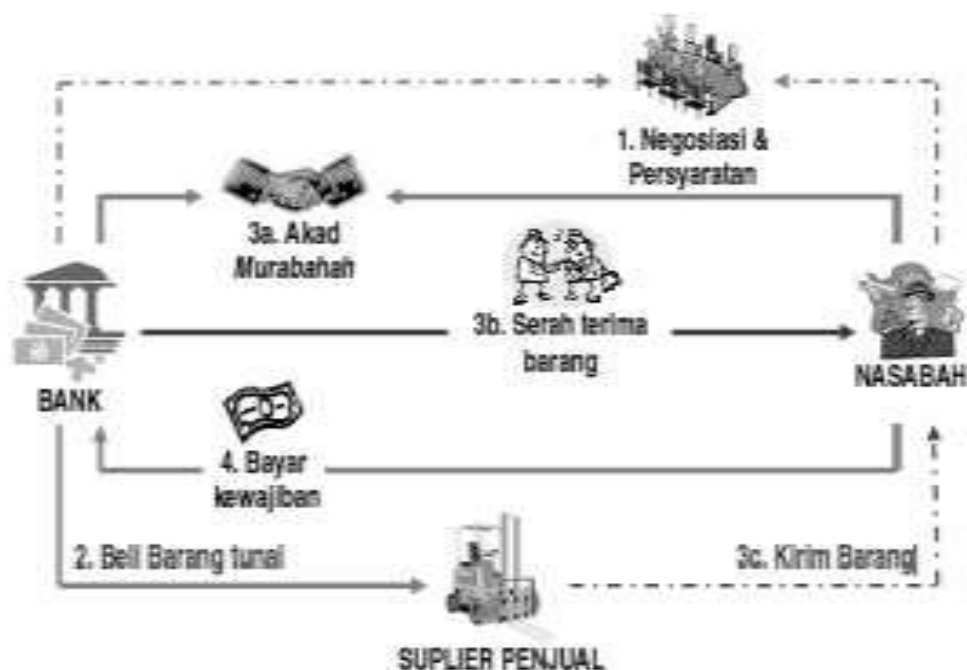 1. Negosiasi &
Persyaratan
3a. Akad
Murabahah
3b. Serah terima
barang
BANK
NASABAH
4. Bayar
kewajiban
2. Beli Barang tunai
3c. Kirim Barang
SUPLIER PENJUAL